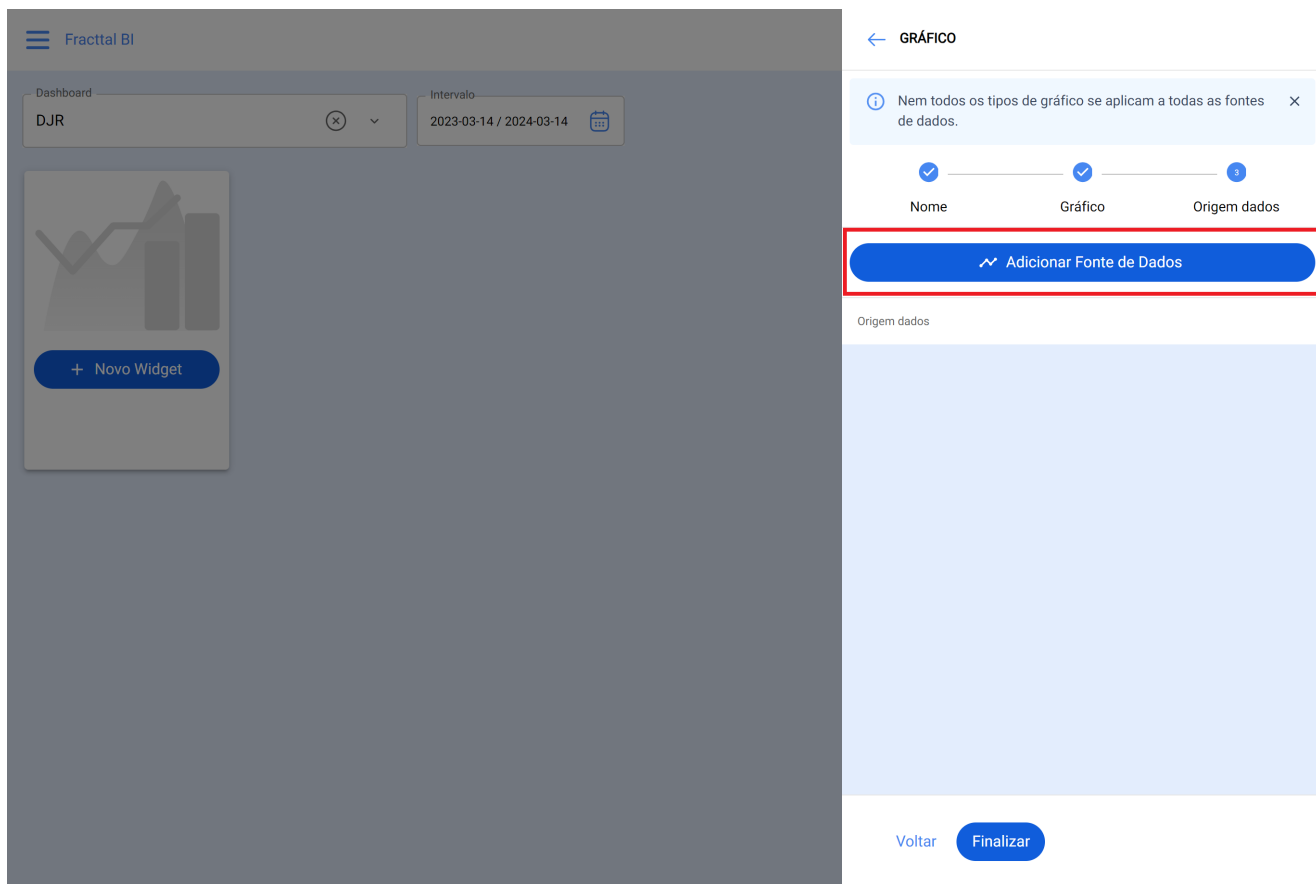 Fracttal BI
Dashboard
DJR
Intervalo
2023-03-14 / 2024-03-14
+ Novo Widget
GRÁFICO
Nem todos os tipos de gráfico se aplicam a todas as fontes
de dados.
3
Nome
Gráfico
Origem dados
Adicionar Fonte de Dados
Origem dados
Voltar
Finalizar